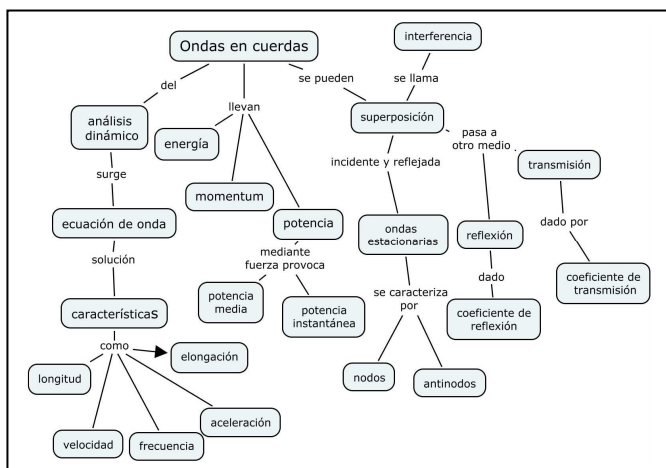 Ondas en cuerdas
interferencia
se pueden
se llama
del
llevan
análisis
dinámico
energía
superposición
pasa a
otro medio
surge
incidente y reflejada
transmisión
momentum
ecuación de onda
potencia
ondas
estacionarias
reflexión
dado por
solución
mediante
fuerza provoca
dado
coeficiente de
transmisión
características
potencia
media
potencia
instantánea
se caracteriza
por
coeficiente de
reflexión
como
elongación
longitud
nodos
antinodos
aceleración
velocidad
frecuencia